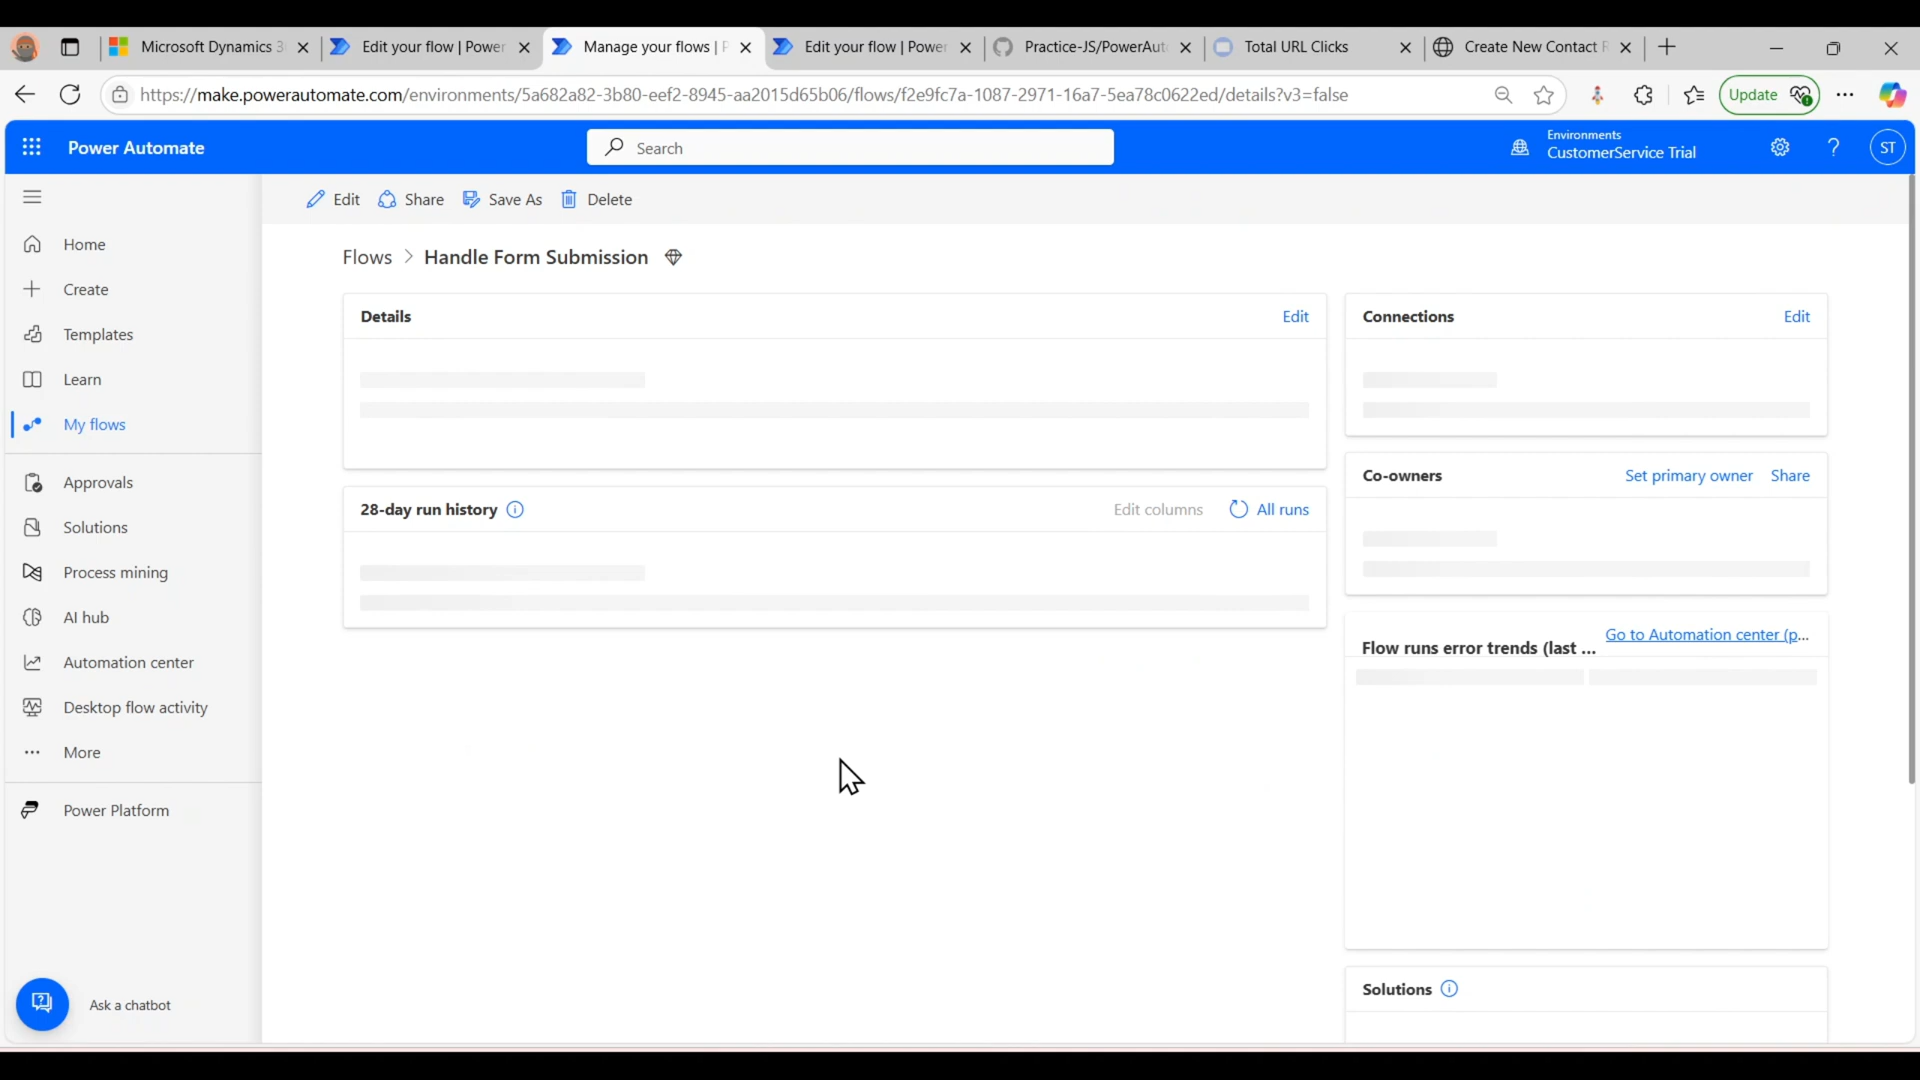 Microsoft Dynamics 3
Edit your flow | Power
Manage your flows | P
Edit your flow | Power
Practice-JS/PowerAut
Total URL Clicks
Create New Contact F
https://make.powerautomate.com/environments/5a682a82-3b80-eef2-8945-aa2015d65b06/flows/f2e9fc7a-1087-2971-16a7-5ea78c0622ed/details?v3=false
Update
Power Automate
Search
Environments
CustomerService Trial
ST
Edit
Share
Save As
Delete
Home
Create
Templates
Learn
My flows
Approvals
Solutions
Process mining
AI hub
Automation center
Desktop flow activity
More
Power Platform
Ask a chatbot
Flows > Handle Form Submission
Details
Edit
28-day run history
Edit columns
All runs
Connections
Edit
Co-owners
Set primary owner
Share
Flow runs error trends (last ...
Go to Automation center (p...
Solutions